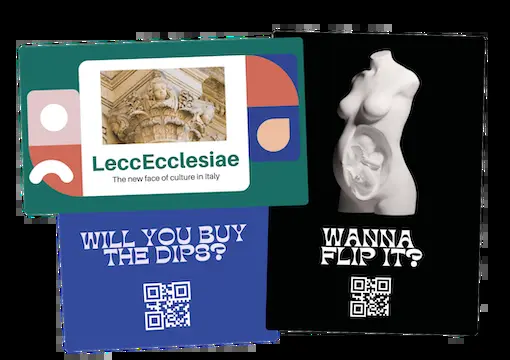 LeccEcclesiae
The new face of culture in Italy
WILL YOU BUY
THE DIPS?
WANNA
FLIP IT?